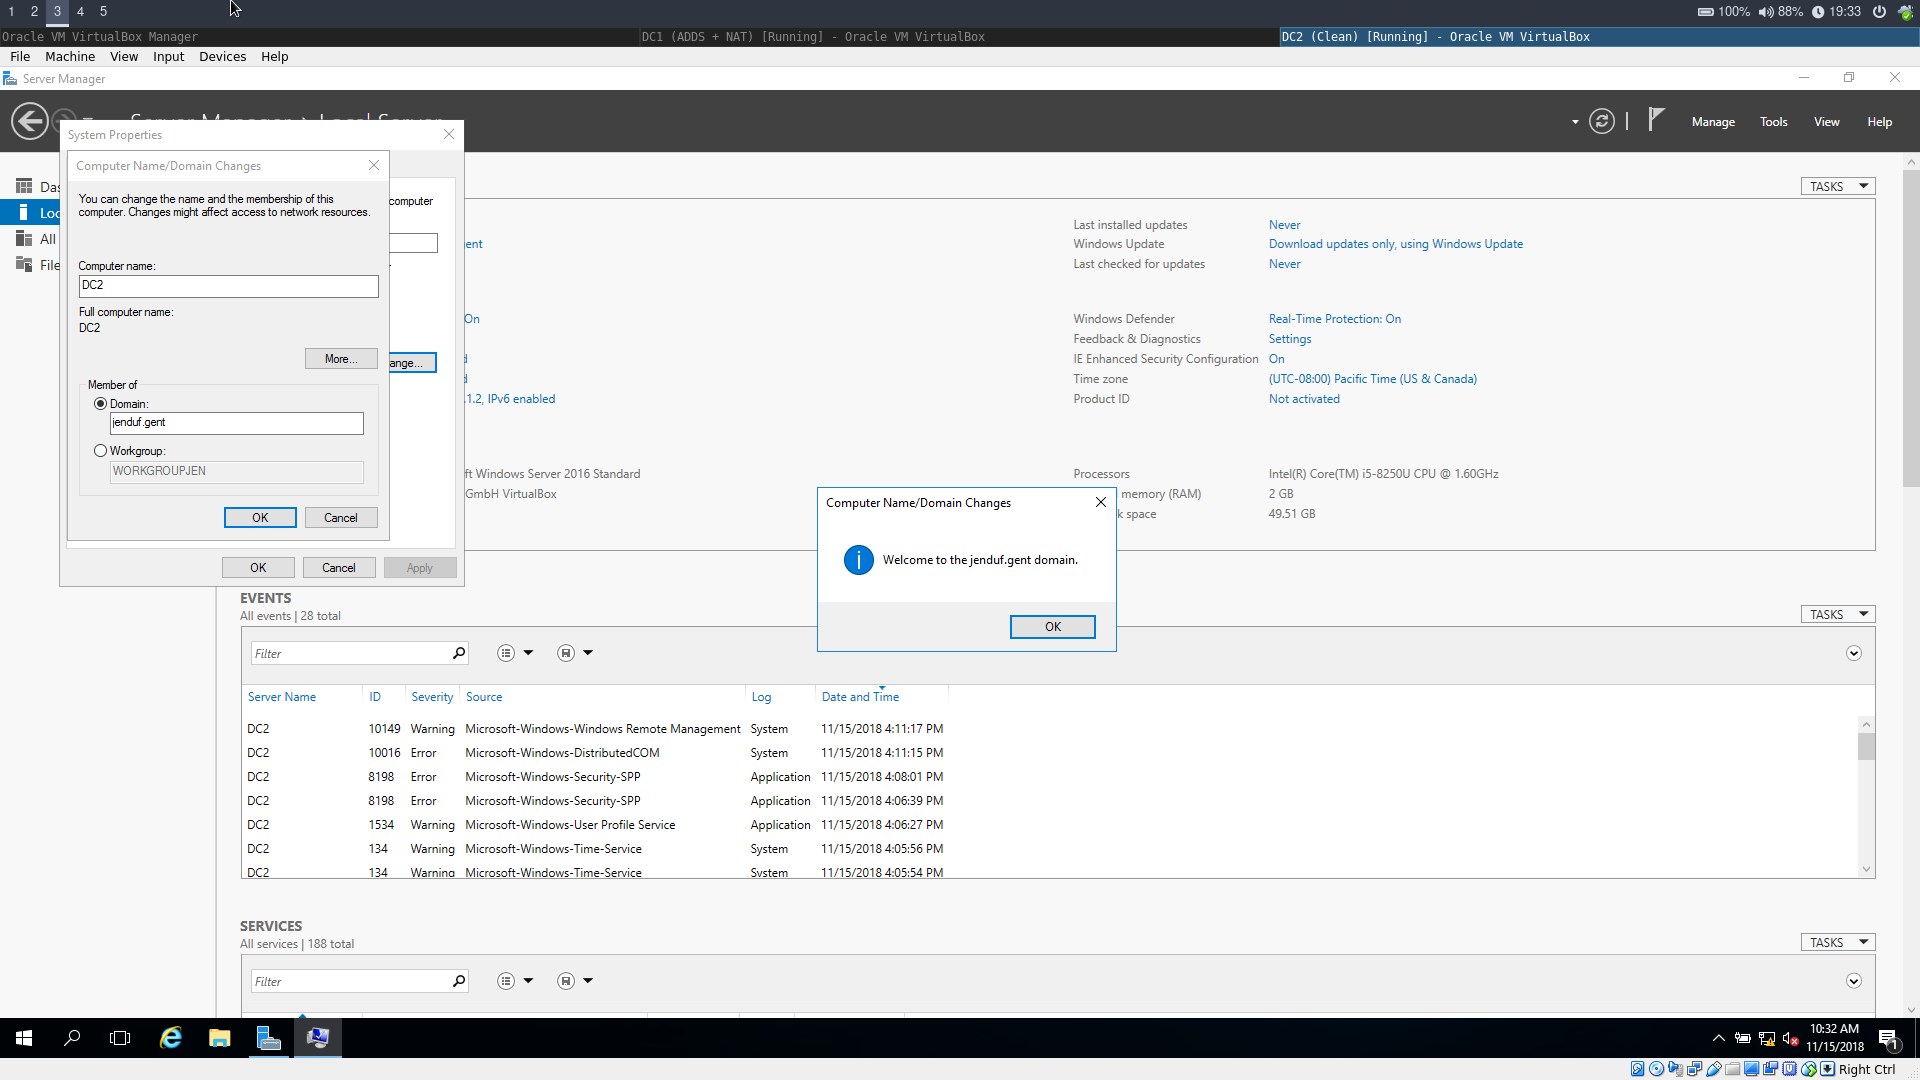 1 2 3 4 5
100% 88% 19:33
Oracle VM VirtualBox Manager
DC1 (ADDS + NAT) [Running] - Oracle VM VirtualBox
DC2 (Clean) [Running] - Oracle VM VirtualBox
File Machine View Input Devices Help
Server Manager
Manage Tools View Help
System Properties
Computer Name/Domain Changes
You can change the name and the membership of this
computer. Changes might affect access to network resources.
computer
Computer name:
DC2
Full computer name:
DC2
More...
ange...
Member of
Domain:
jenduf.gent
Workgroup:
WORKGROUPJEN
OK Cancel
OK Cancel Apply
Das
Loc
All
File
TASKS
ent
On
d
d
.1.2, IPv6 enabled
ft Windows Server 2016 Standard
GmbH VirtualBox
Last installed updates Never
Windows Update Download updates only, using Windows Update
Last checked for updates Never
Windows Defender Real-Time Protection: On
Feedback & Diagnostics Settings
IE Enhanced Security Configuration On
Time zone (UTC-08:00) Pacific Time (US & Canada)
Product ID Not activated
Processors Intel(R) Core(TM) i5-8250U CPU @ 1.60GHz
memory (RAM) 2 GB
k space 49.51 GB
Computer Name/Domain Changes
Welcome to the jenduf.gent domain.
OK
EVENTS
All events | 28 total
TASKS
Filter
Server Name ID Severity Source Log Date and Time
DC2 10149 Warning Microsoft-Windows-Windows Remote Management System 11/15/2018 4:11:17 PM
DC2 10016 Error Microsoft-Windows-DistributedCOM System 11/15/2018 4:11:15 PM
DC2 8198 Error Microsoft-Windows-Security-SPP Application 11/15/2018 4:08:01 PM
DC2 8198 Error Microsoft-Windows-Security-SPP Application 11/15/2018 4:06:39 PM
DC2 1534 Warning Microsoft-Windows-User Profile Service Application 11/15/2018 4:06:27 PM
DC2 134 Warning Microsoft-Windows-Time-Service System 11/15/2018 4:05:56 PM
DC2 134 Warning Microsoft-Windows-Time-Service System 11/15/2018 4:05:54 PM
SERVICES
All services | 188 total
TASKS
Filter
10:32 AM
11/15/2018
1
Right Ctrl